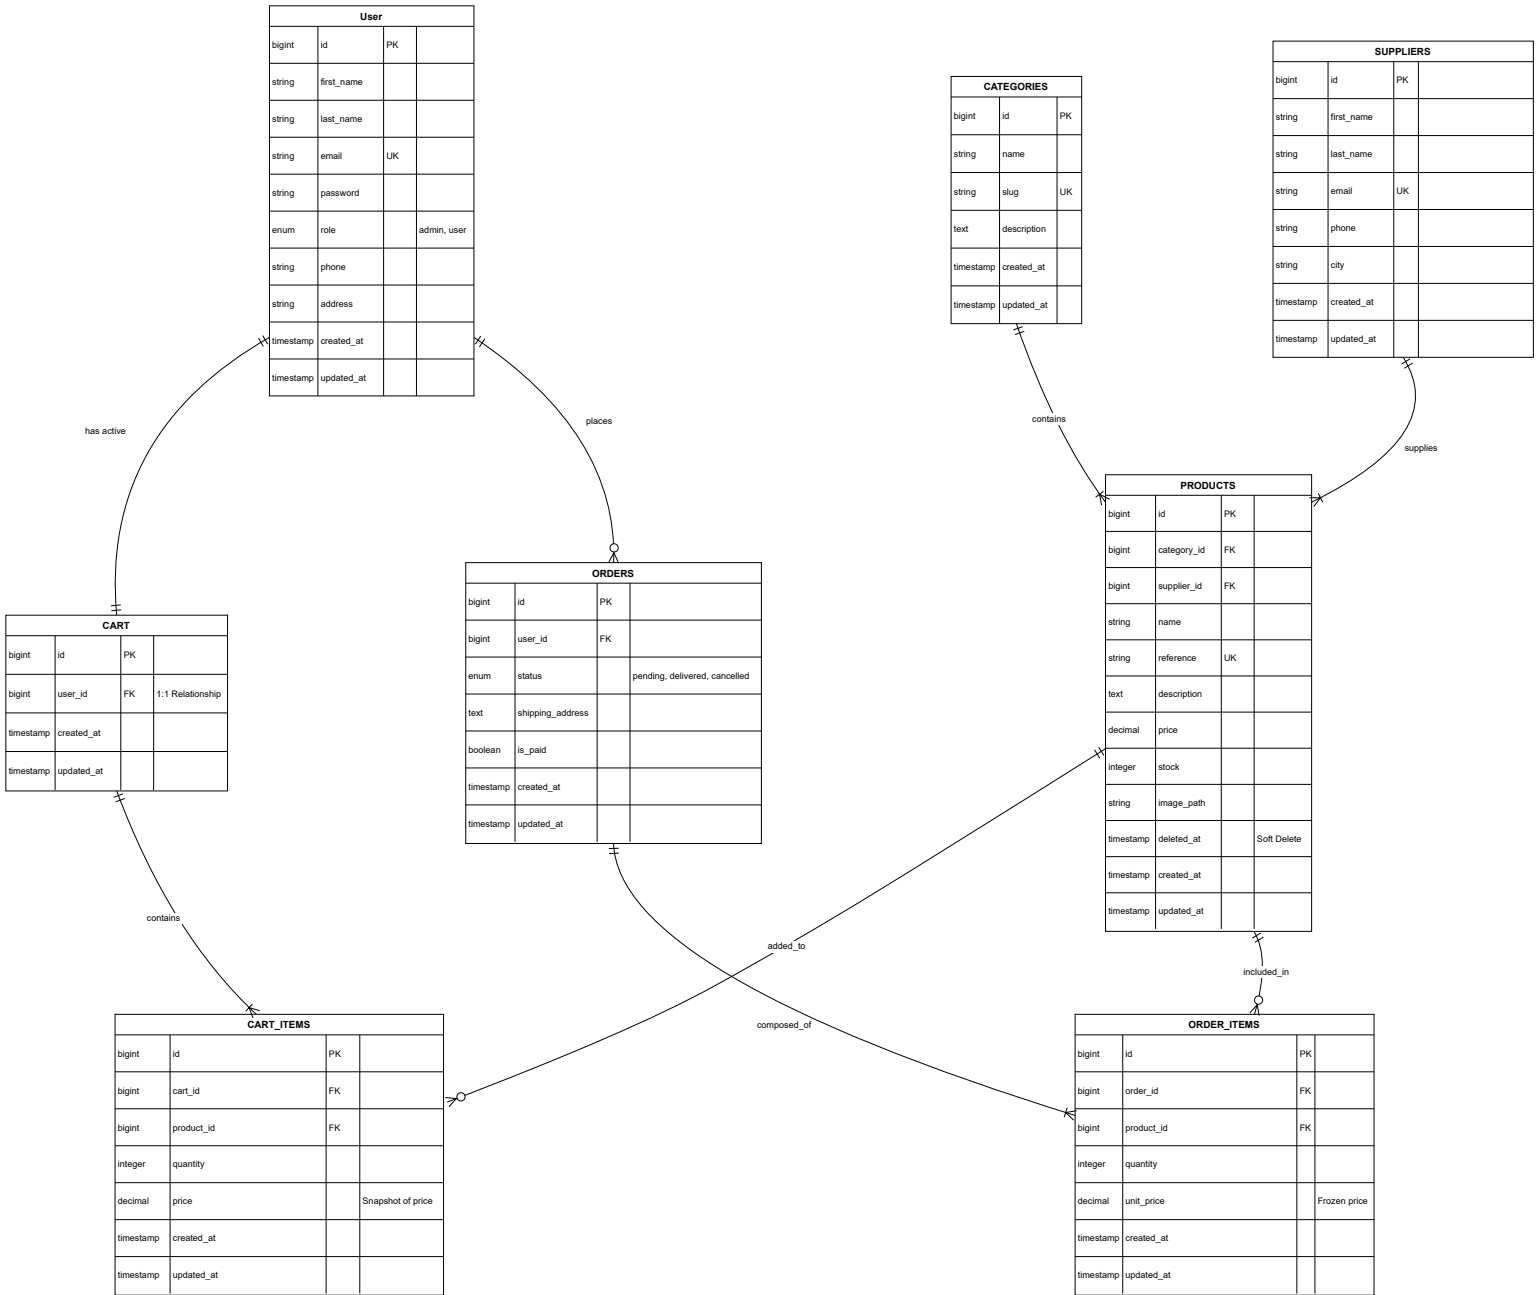 User
bigint id PK
string first_name
string last_name
string email UK
string password
enum role admin, user
string phone
string address
timestamp created_at
timestamp updated_at
CATEGORIES
bigint id PK
string name
string slug UK
text description
timestamp created_at
timestamp updated_at
SUPPLIERS
bigint id PK
string first_name
string last_name
string email UK
string phone
string city
timestamp created_at
timestamp updated_at
has active
places
contains
supplies
CART
bigint id PK
bigint user_id FK 1:1 Relationship
timestamp created_at
timestamp updated_at
ORDERS
bigint id PK
bigint user_id FK
enum status pending, delivered, cancelled
text shipping_address
boolean is_paid
timestamp created_at
timestamp updated_at
PRODUCTS
bigint id PK
bigint category_id FK
bigint supplier_id FK
string name
string reference UK
text description
decimal price
integer stock
string image_path
timestamp deleted_at Soft Delete
timestamp created_at
timestamp updated_at
contains
added_to
included_in
composed_of
CART_ITEMS
bigint id PK
bigint cart_id FK
bigint product_id FK
integer quantity
decimal price Snapshot of price
timestamp created_at
timestamp updated_at
ORDER_ITEMS
bigint id PK
bigint order_id FK
bigint product_id FK
integer quantity
decimal unit_price Frozen price
timestamp created_at
timestamp updated_at